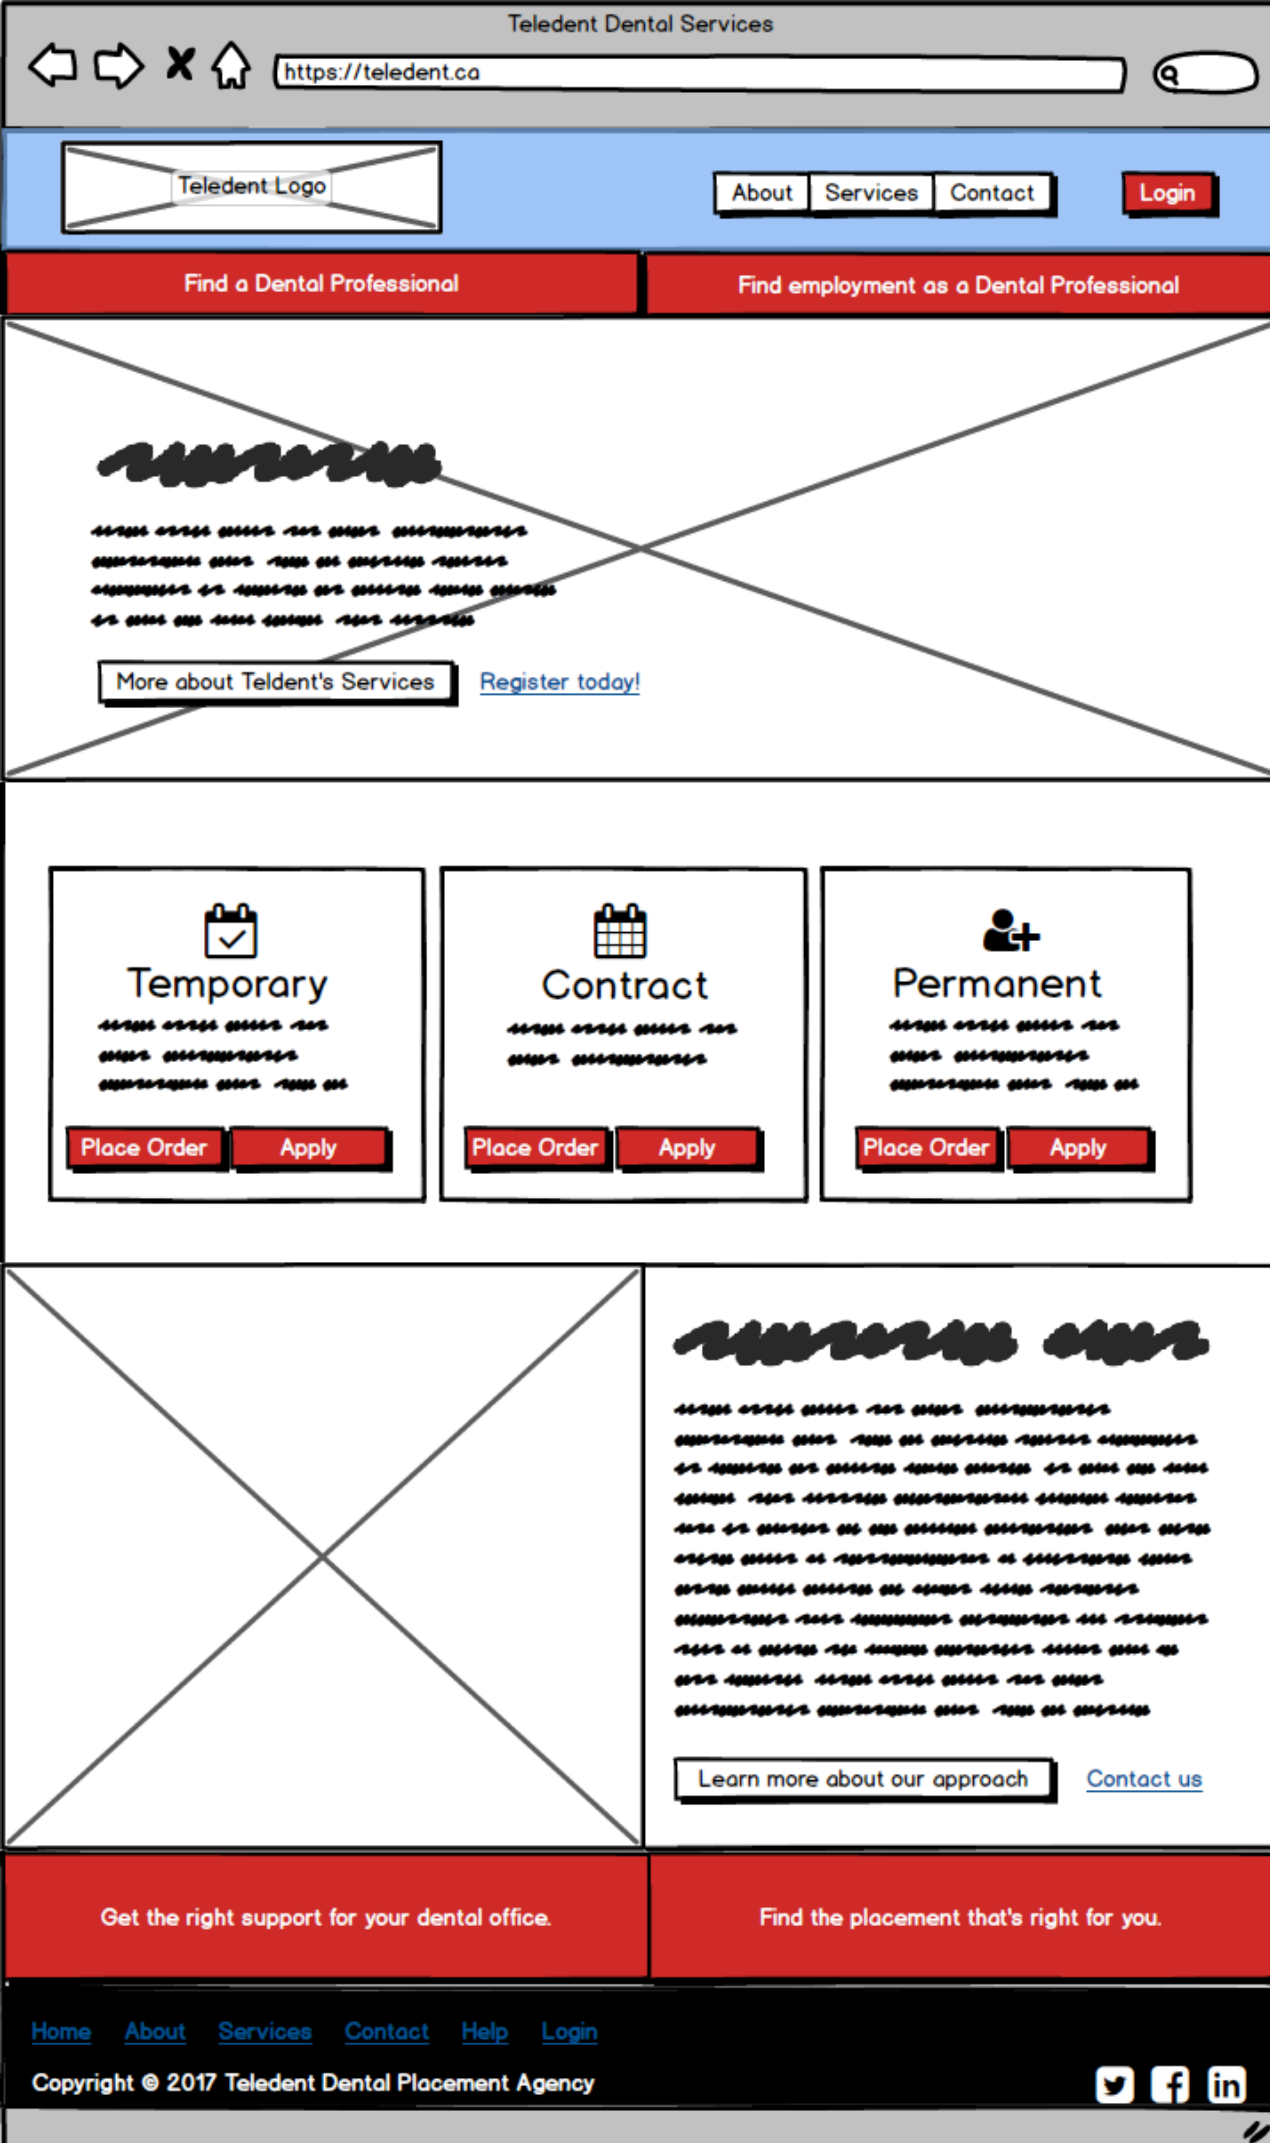 Teledent Dental Services
https://teledent.ca
Teledent Logo
About Services Contact Login
Find a Dental Professional Find employment as a Dental Professional
More about Teldent's Services Register today!
Temporary Contract Permanent
Place Order Apply Place Order Apply Place Order Apply
Learn more about our approach Contact us
Get the right support for your dental office. Find the placement that's right for you.
Home About Services Contact Help Login
Copyright © 2017 Teledent Dental Placement Agency